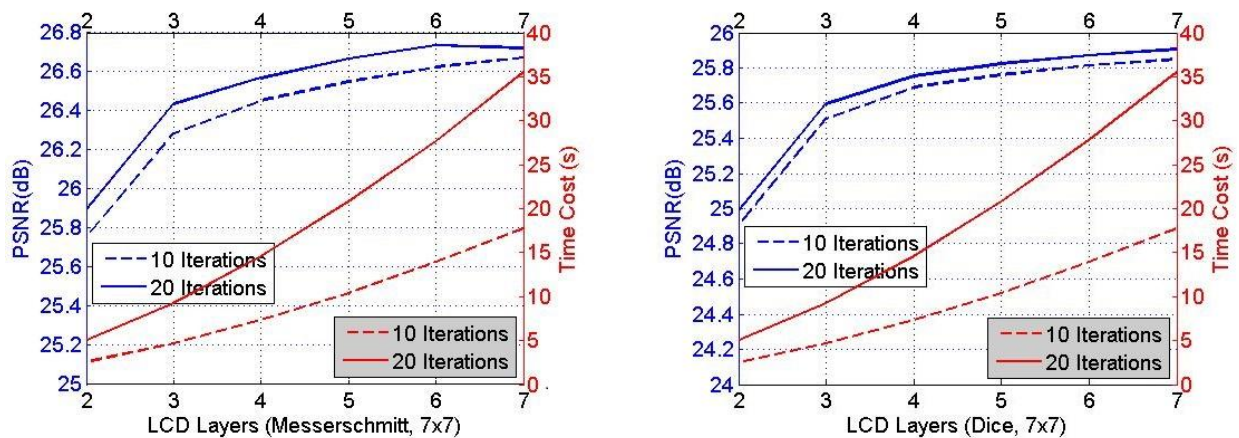 2 3 4 5 6 7
26.8
26.6
26.4
26.2
26
25.8
25.6
25.4
25.2
25
PSNR(dB)
40
35
30
25
20
15
10
5
0
Time Cost (s)
10 Iterations
20 Iterations
10 Iterations
20 Iterations
2 3 4 5 6 7
LCD Layers (Messerschmitt, 7x7)
2 3 4 5 6 7
26
25.8
25.6
25.4
25.2
25
24.8
24.6
24.4
24.2
24
PSNR(dB)
40
35
30
25
20
15
10
5
0
Time Cost (s)
10 Iterations
20 Iterations
10 Iterations
20 Iterations
2 3 4 5 6 7
LCD Layers (Dice, 7x7)